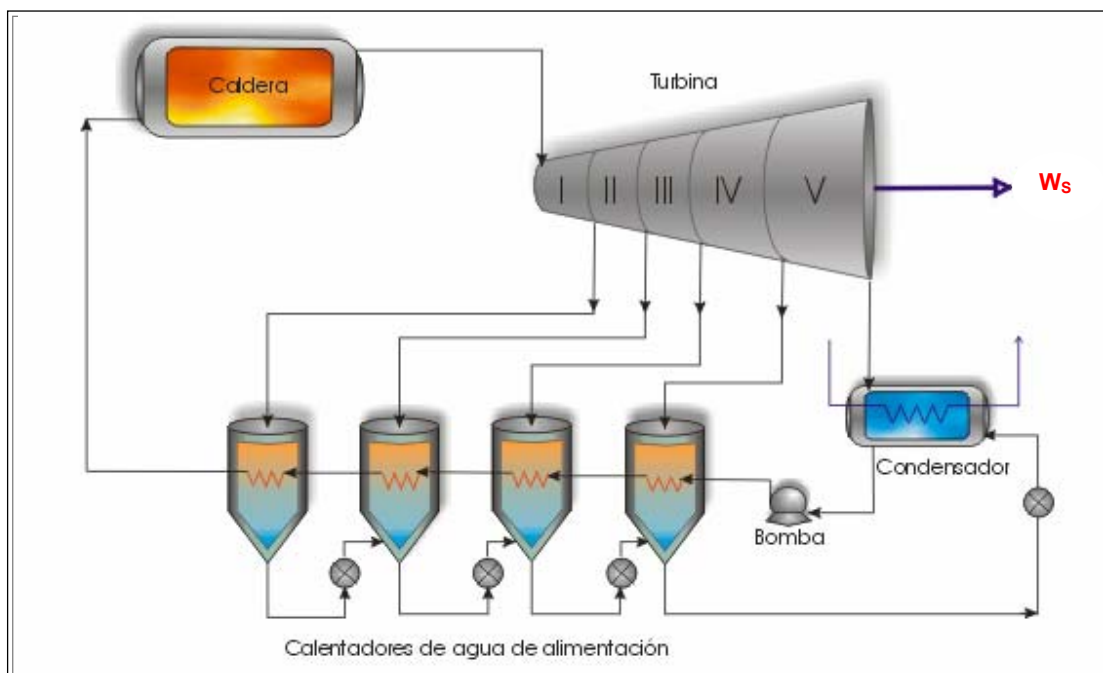 Caldera
Turbina
I II III IV V
Ws
Condensador
Bomba
Calentadores de agua de alimentación